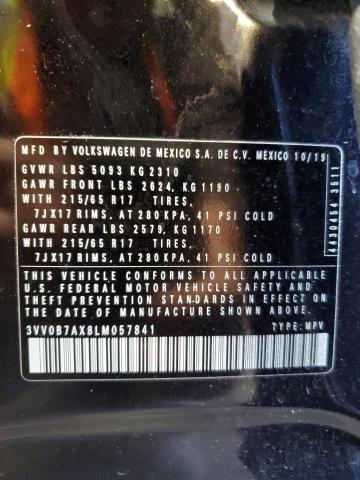 MFD BY VOLKSWAGEN DE MEXICO S.A. DE C.V. MEXICO 10/19
GVWR LBS 5093 KG 2310
GAWR FRONT LBS 2624, KG 1190
WITH 215/65 R17 TIRES,
7JX17 RIMS, AT 280 KPA, 41 PSI COLD
GAWR REAR LBS 2579, KG 1170
WITH 215/65 R17 TIRES,
7JX17 RIMS, AT 280 KPA, 41 PSI COLD
THIS VEHICLE CONFORMS TO ALL APPLICABLE
U.S. FEDERAL MOTOR VEHICLE SAFETY
STANDARDS IN EFFECT ON
THE DATE OF MANUFACTURE SHOWN ABOVE
3VV0B7AX8LM057841 TYPE: MPV
4430454 3511